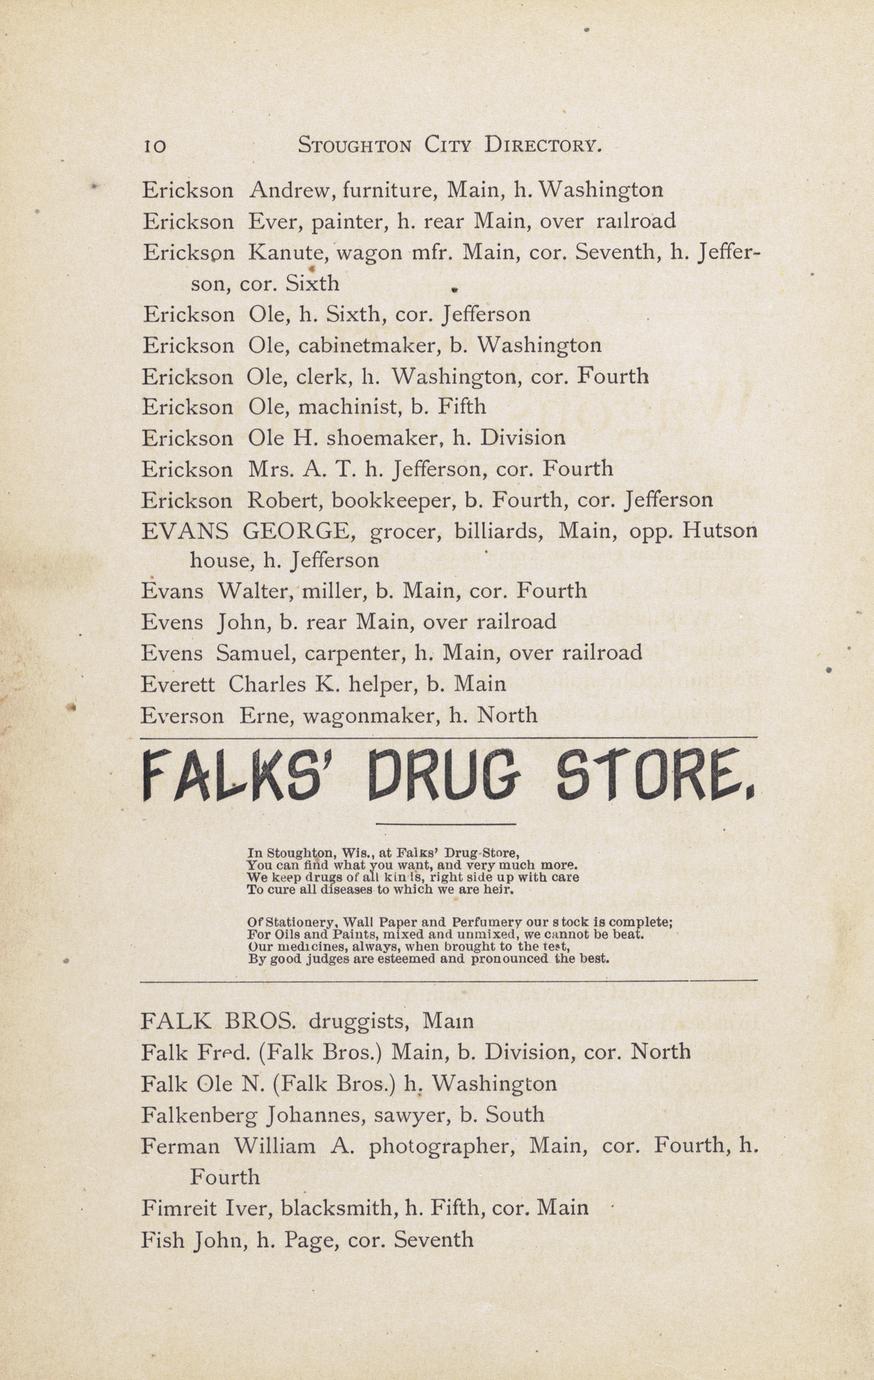 10 STOUGHTON CITY DIRECTORY.
Erickson Andrew, furniture, Main, h. Washington
Erickson Ever, painter, h. rear Main, over railroad
Erickson Kanute, wagon mfr. Main, cor. Seventh, h. Jeffer-
son, cor. Sixth
Erickson Ole, h. Sixth, cor. Jefferson
Erickson Ole, cabinetmaker, b. Washington
Erickson Ole, clerk, h. Washington, cor. Fourth
Erickson Ole, machinist, b. Fifth
Erickson Ole H. shoemaker, h. Division
Erickson Mrs. A. T. h. Jefferson, cor. Fourth
Erickson Robert, bookkeeper, b. Fourth, cor. Jefferson
EVANS GEORGE, grocer, billiards, Main, opp. Hutson
house, h. Jefferson
Evans Walter, miller, b. Main, cor. Fourth
Evens John, b. rear Main, over railroad
Evens Samuel, carpenter, h. Main, over railroad
Everett Charles K. helper, b. Main
Everson Erne, wagonmaker, h. North
FALKS' DRUG STORE.
In Stoughton, Wis., at Falks' Drug-Store,
You can find what you want, and very much more.
We keep drugs of all kinds, right side up with care
To cure all diseases to which we are heir.
Of Stationery, Wall Paper and Perfumery our stock is complete;
For Oils and Paints, mixed and unmixed, we cannot be beat.
Our medicines, always, when brought to the test,
By good judges are esteemed and pronounced the best.
FALK BROS. druggists, Main
Falk Fred. (Falk Bros.) Main, b. Division, cor. North
Falk Ole N. (Falk Bros.) h. Washington
Falkenberg Johannes, sawyer, b. South
Ferman William A. photographer, Main, cor. Fourth, h.
Fourth
Fimreit Iver, blacksmith, h. Fifth, cor. Main
Fish John, h. Page, cor. Seventh